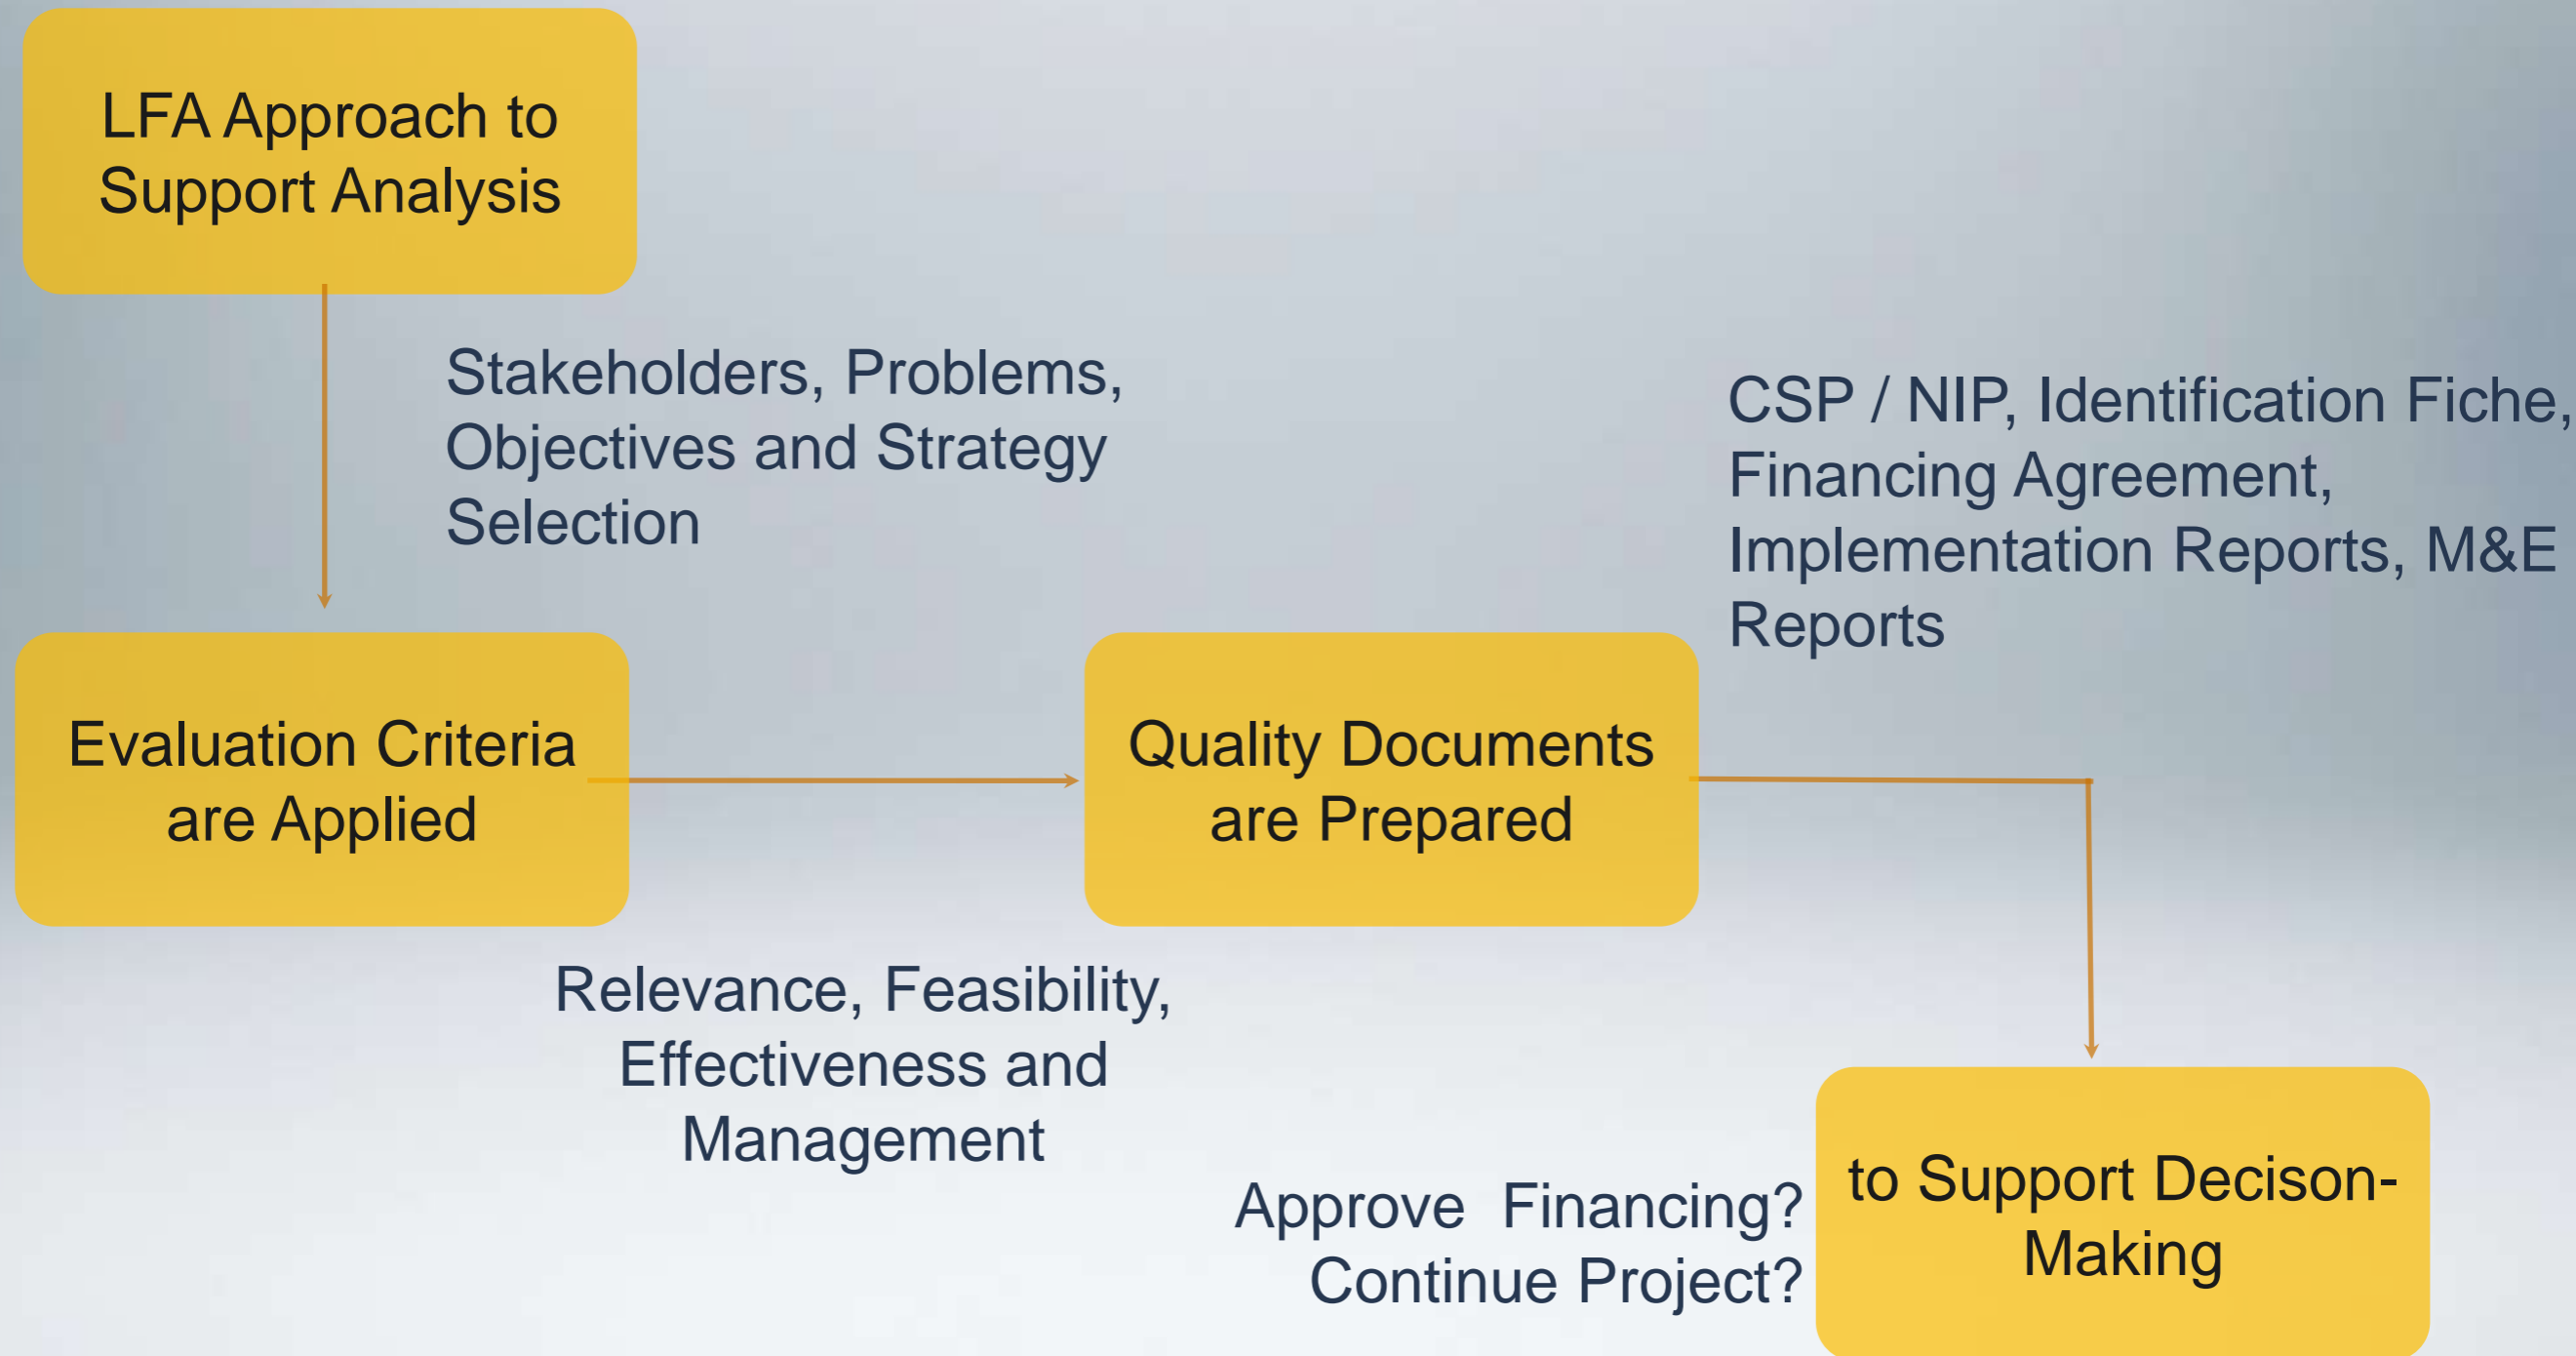 LFA Approach to
Support Analysis
Stakeholders, Problems,
Objectives and Strategy
Selection
CSP / NIP, Identification Fiche,
Financing Agreement,
Implementation Reports, M&E
Reports
Evaluation Criteria
are Applied
Quality Documents
are Prepared
Relevance, Feasibility,
Effectiveness and
Management
Approve  Financing?
Continue Project?
to Support Decison-
Making